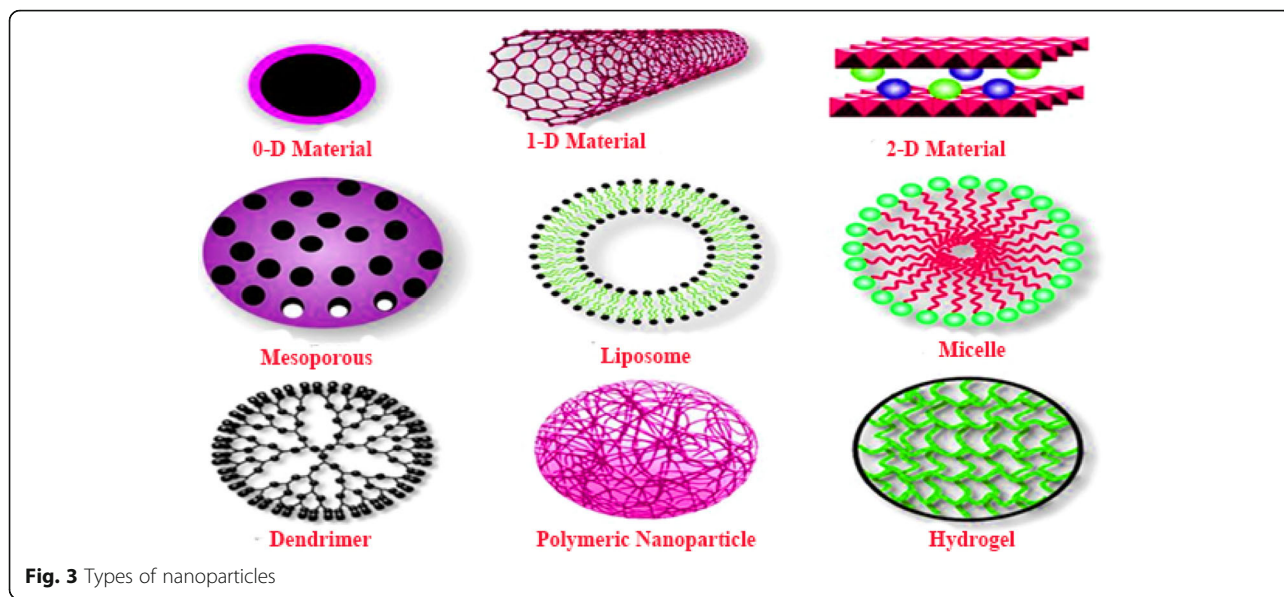 0-D Material
1-D Material
2-D Material
Mesoporous
Liposome
Micelle
Dendrimer
Polymeric Nanoparticle
Hydrogel
Fig. 3 Types of nanoparticles